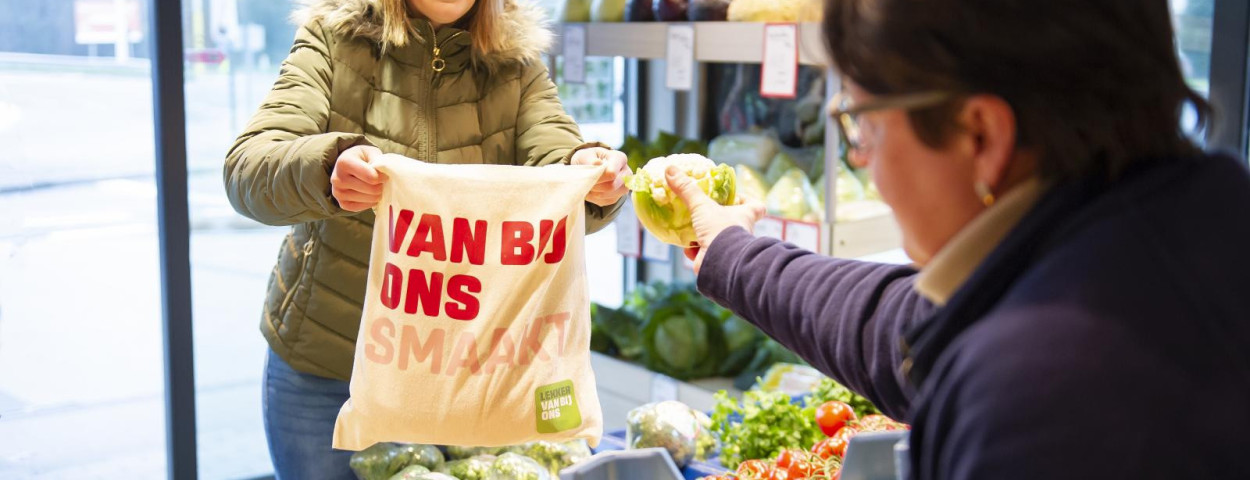 VAN BIJ
ONS
SMAAKT
LEKKER
VAN BIJ
ONS